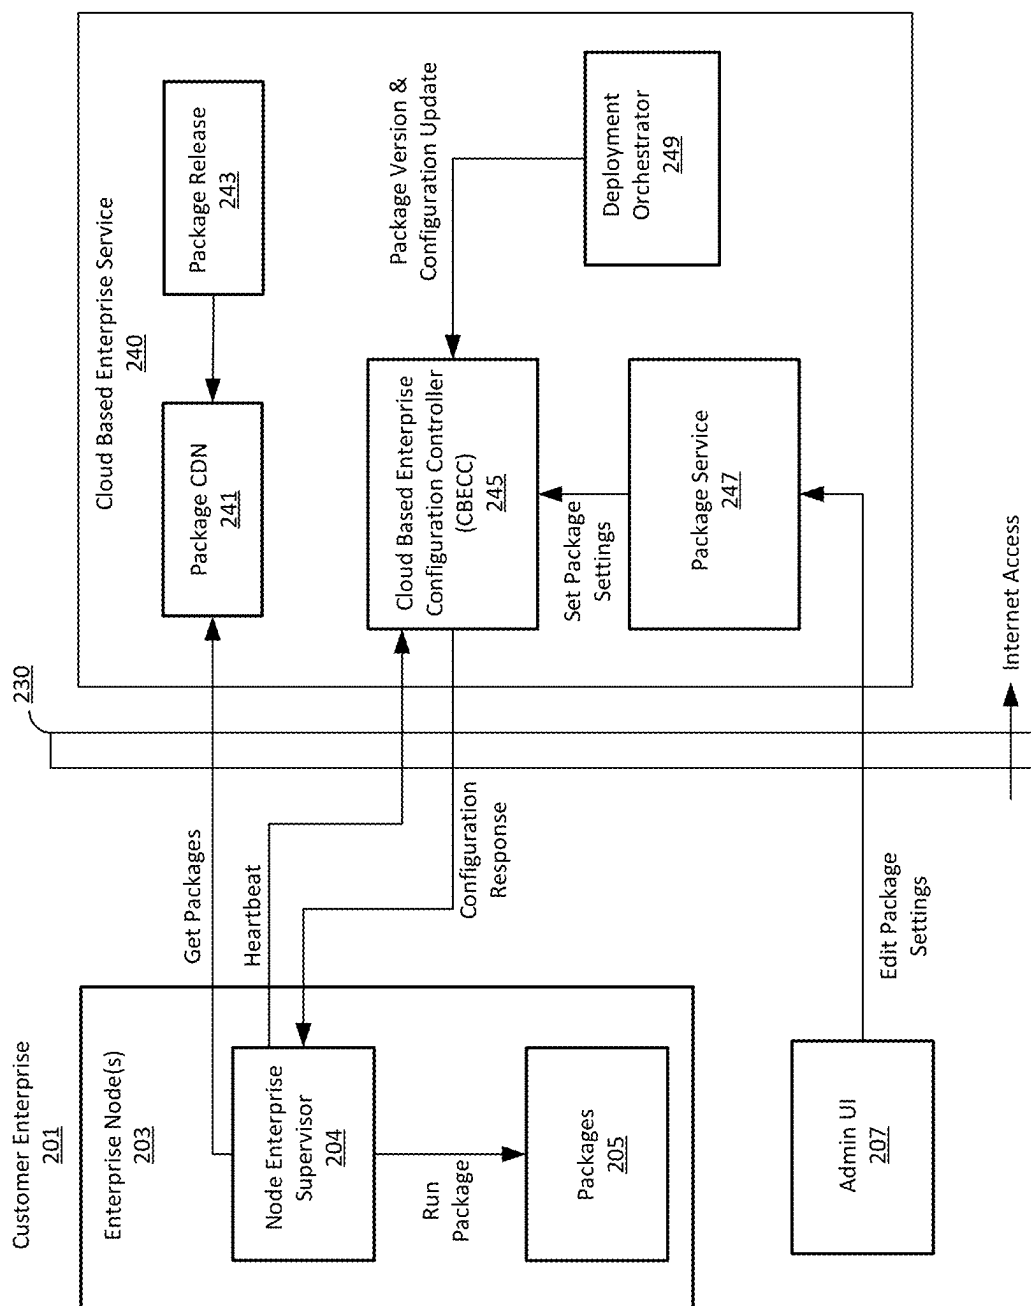 Customer Enterprise
201
Enterprise Node(s)
203
Node Enterprise
Supervisor
204
Run
Package
Packages
205
Admin UI
207
Get Packages
Heartbeat
Configuration
Response
Edit Package
Settings
230
Internet Access
Cloud Based Enterprise Service
240
Package CDN
241
Package Release
243
Cloud Based Enterprise
Configuration Controller
(CBECC)
245
Package Version &
Configuration Update
Set Package
Settings
Package Service
247
Deployment
Orchestrator
249